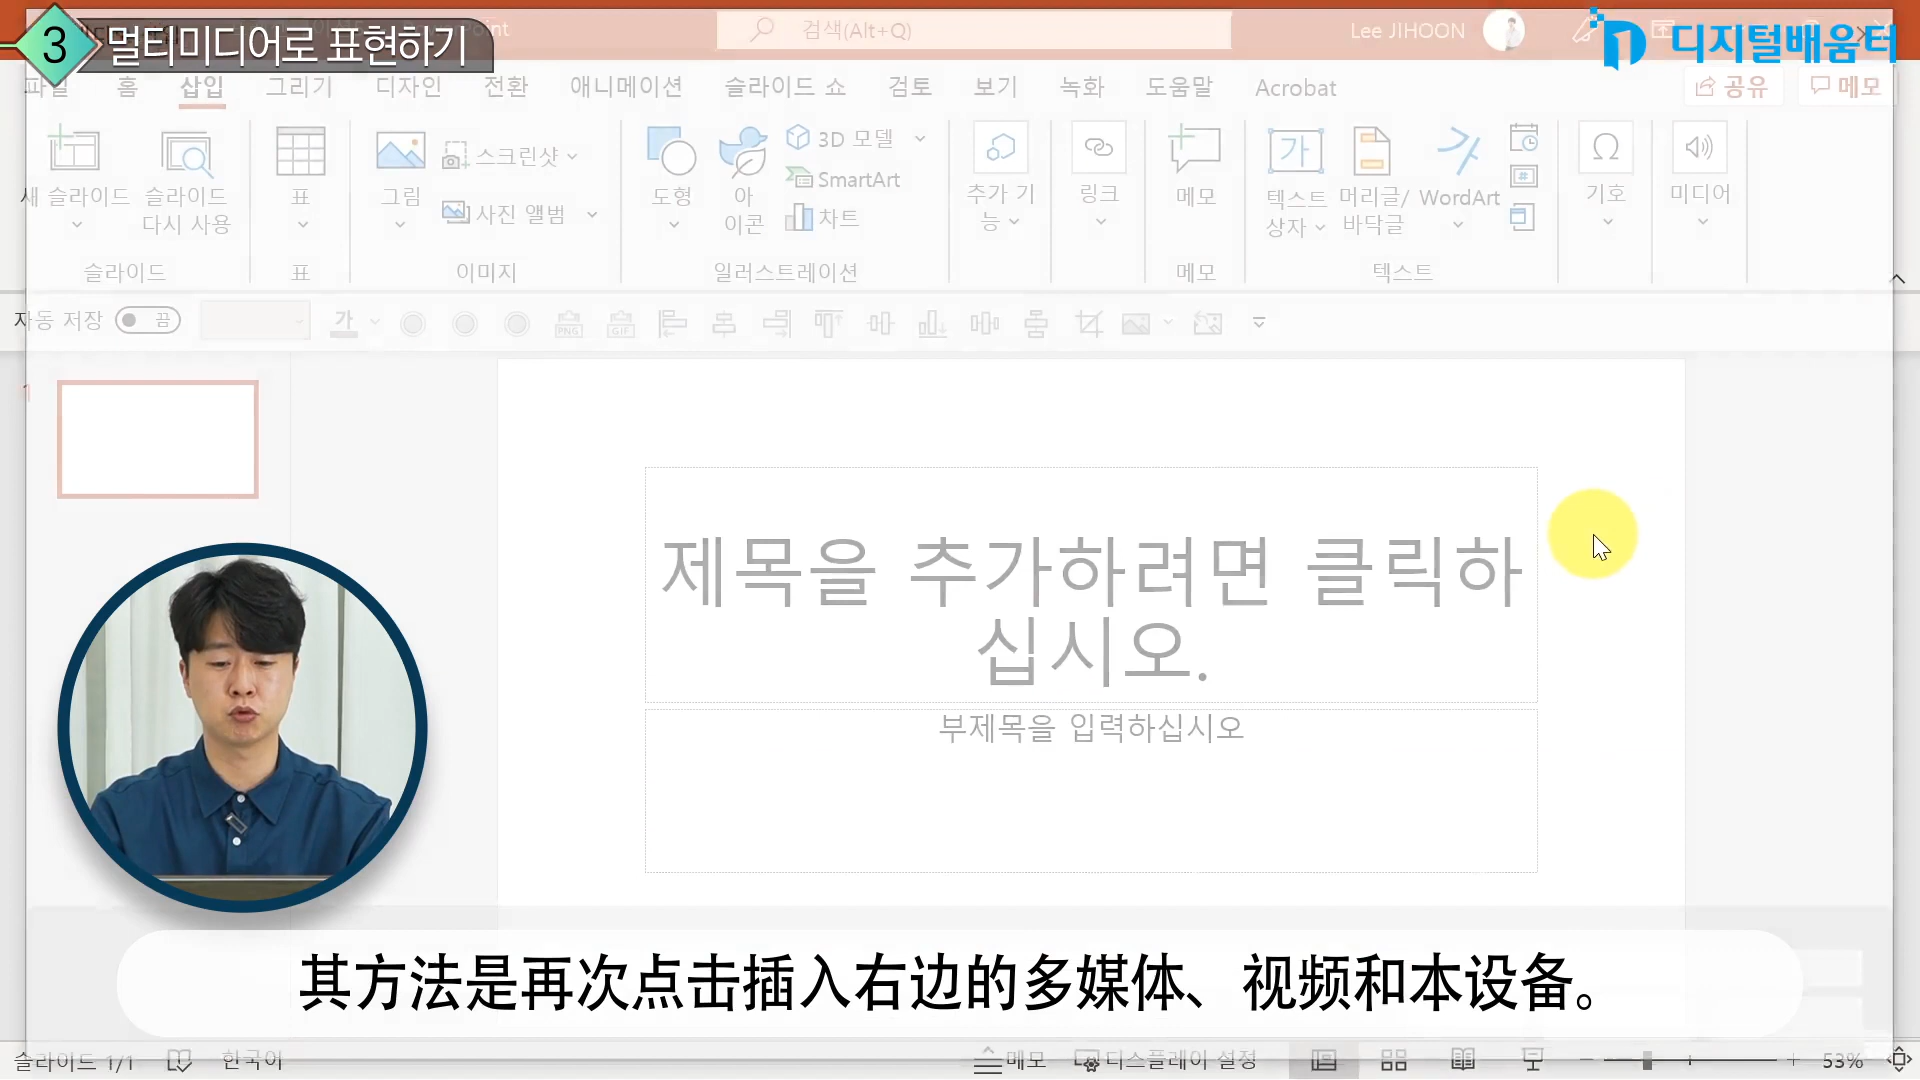 3 멀티미디어로 표현하기
검색(Alt+Q)
Lee JIHOON
디지털배움터
파일 홈 삽입 그리기 디자인 전환 애니메이션 슬라이드 쇼 검토 보기 녹화 도움말 Acrobat 공유 메모
새 슬라이드
슬라이드 다시 사용
표
그림
스크린샷
사진 앨범
도형
아이콘
3D 모델
SmartArt
차트
추가 기능
링크
메모
텍스트 상자
머리글/바닥글
WordArt
기호
미디어
슬라이드 표 이미지 일러스트레이션 메모 텍스트
자동 저장 끔 가 PNG GIF
1
제목을 추가하려면 클릭하
십시오.
부제목을 입력하십시오
其方法是再次点击插入右边的多媒体、视频和本设备。
슬라이드 1/1 한국어 메모 디스플레이 설정 53%